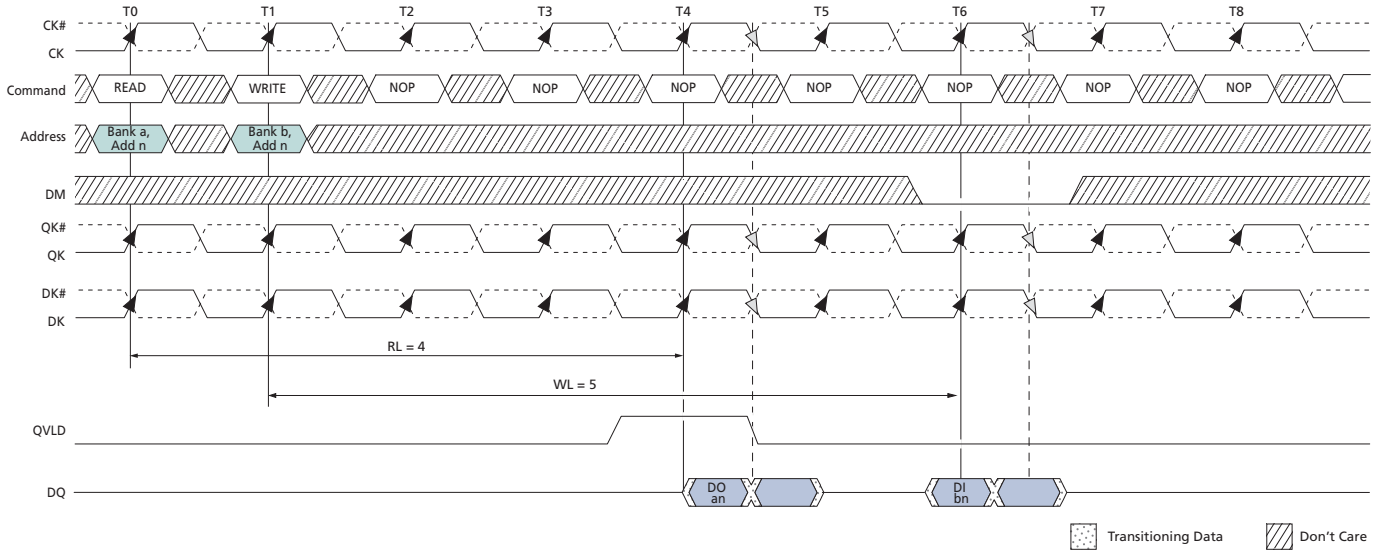 T0 T1 T2 T3 T4 T5 T6 T7 T8
CK#
CK
Command READ WRITE NOP NOP NOP NOP NOP NOP NOP
Address Bank a, Add n Bank b, Add n
DM
QK#
QK
DK#
DK
RL = 4
WL = 5
QVLD
DQ DO an DI bn
Transitioning Data Don't Care